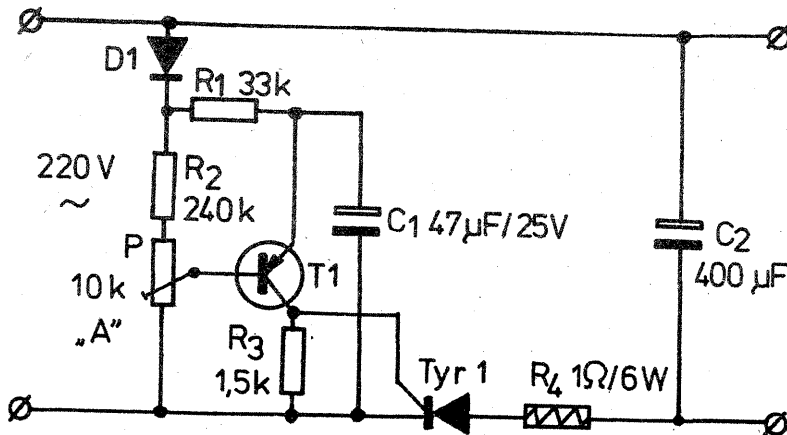 D1
R1 33k
220V
~
R2
240k
P
10k
„A”
T1
C1 47µF/25V
C2
400 µF
R3
1,5k
Tyr 1
R4 1Ω/6W